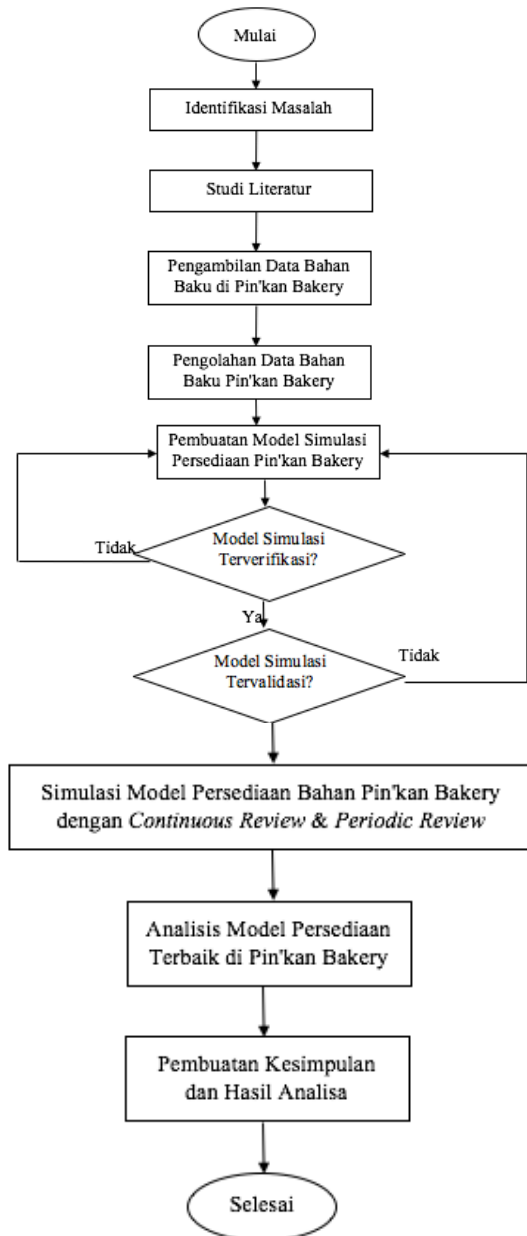 Mulai
Identifikasi Masalah
Studi Literatur
Pengambilan Data Bahan
Baku di Pin'kan Bakery
Pengolahan Data Bahan
Baku Pin'kan Bakery
Pembuatan Model Simulasi
Persediaan Pin'kan Bakery
Tidak
Model Simulasi
Terverifikasi?
Ya
Model Simulasi
Tervalidasi?
Tidak
Simulasi Model Persediaan Bahan Pin'kan Bakery
dengan Continuous Review & Periodic Review
Analisis Model Persediaan
Terbaik di Pin'kan Bakery
Pembuatan Kesimpulan
dan Hasil Analisa
Selesai